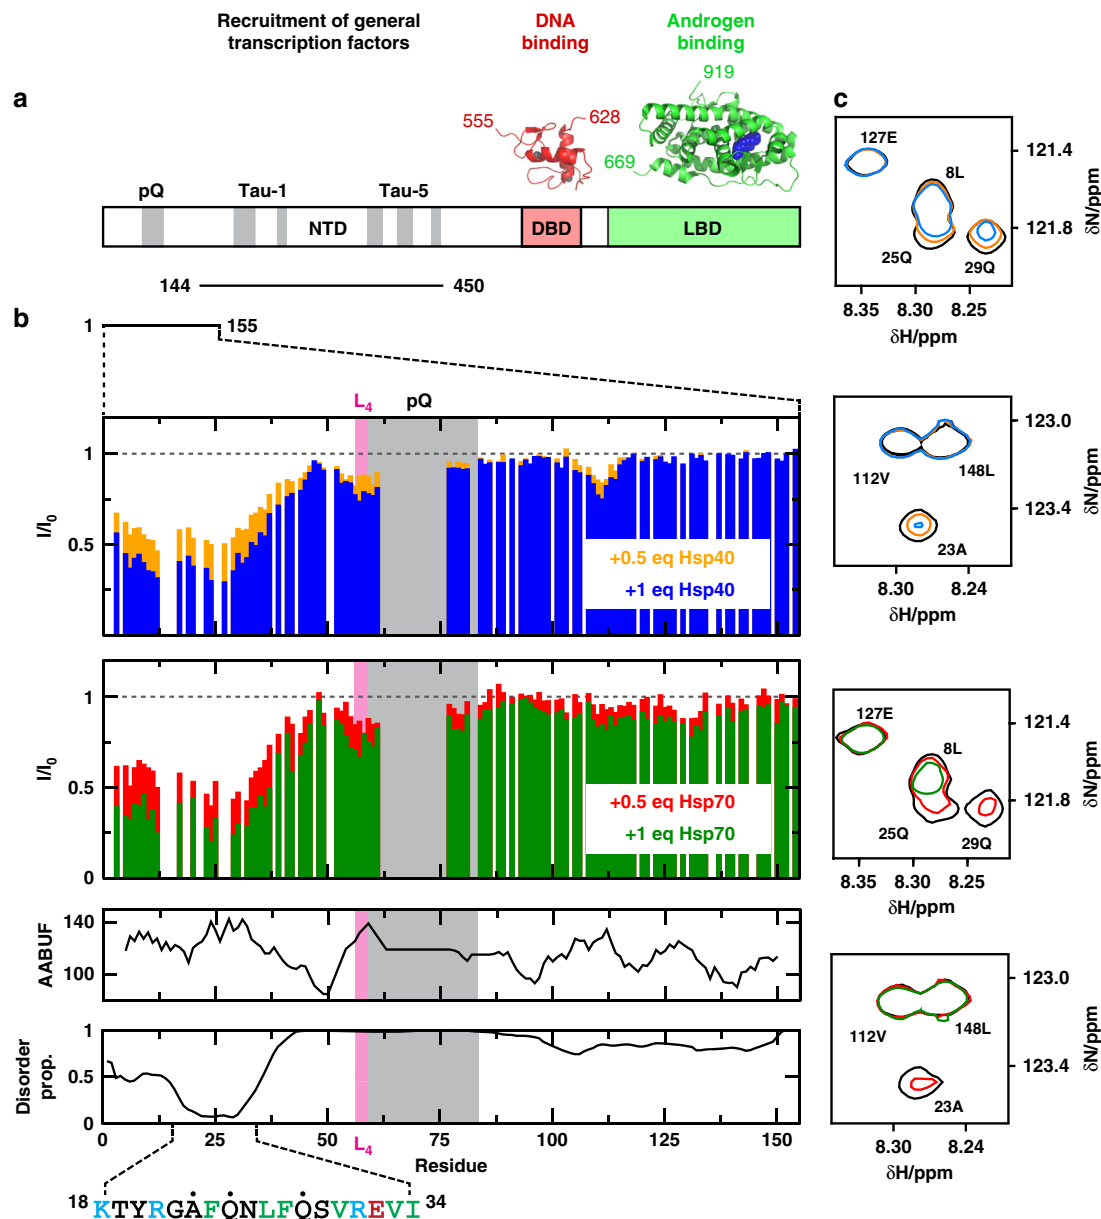 Recruitment of general
transcription factors
DNA
binding
Androgen
binding
a
555
628
669
919
pQ
Tau-1
Tau-5
NTD
DBD
LBD
144
450
b
1
155
L4
pQ
I/I0
1
0.5
0
+0.5 eq Hsp40
+1 eq Hsp40
I/I0
1
0.5
0
+0.5 eq Hsp70
+1 eq Hsp70
AABUF
140
100
Disorder
prop.
1
0.5
0
0
25
50
75
100
125
150
L4
Residue
18 KTYRGAFQNLFQSVREVI 34
c
127E
8L
25Q
29Q
121.4
121.8
δN/ppm
8.35
8.30
8.25
δH/ppm
112V
148L
23A
123.0
123.4
δN/ppm
8.30
8.24
δH/ppm
127E
8L
25Q
29Q
121.4
121.8
δN/ppm
8.35
8.30
8.25
δH/ppm
112V
148L
23A
123.0
123.4
δN/ppm
8.30
8.24
δH/ppm